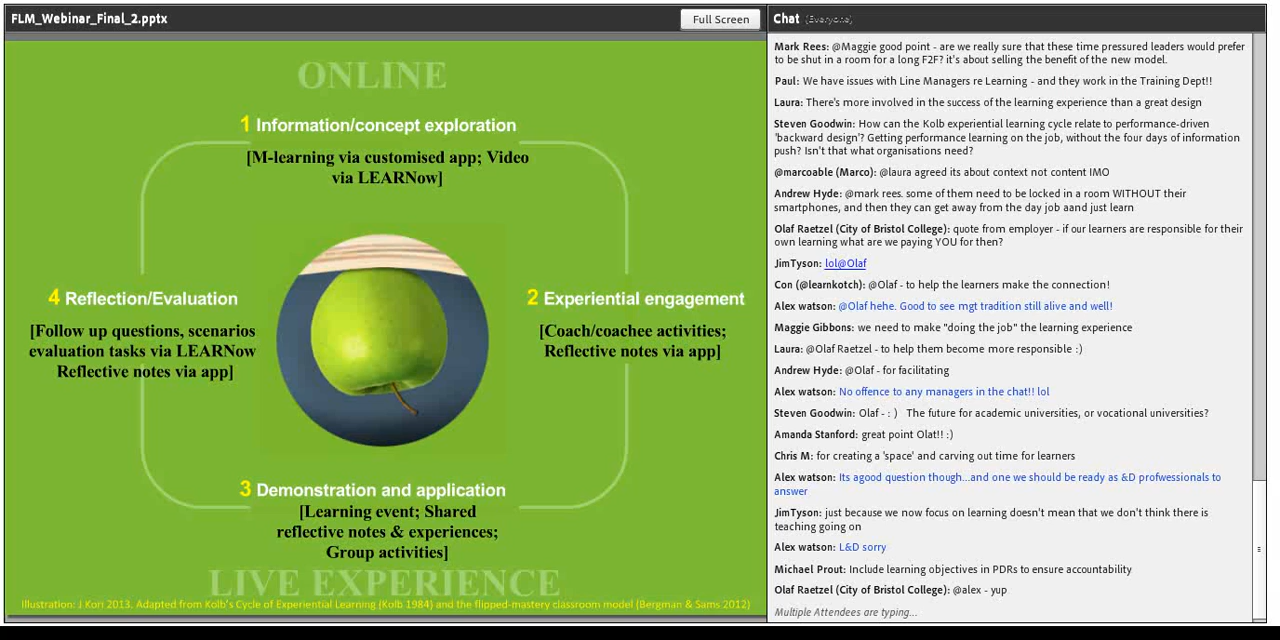 FLM_Webinar_Final_2.pptx
Full Screen
ONLINE
1 Information/concept exploration
[M-learning via customised app; Video
via LEARNow]
4 Reflection/Evaluation
[Follow up questions, scenarios
evaluation tasks via LEARNow
Reflective notes via app]
2 Experiential engagement
[Coach/coachee activities;
Reflective notes via app]
3 Demonstration and application
[Learning event; Shared
reflective notes & experiences;
Group activities]
LIVE EXPERIENCE
Illustration: J Kori 2013. Adapted from Kolb's Cycle of Experiential Learning (Kolb 1984) and the flipped-mastery classroom model (Bergman & Sams 2012)
Chat (Everyone)
Mark Rees: @Maggie good point - are we really sure that these time pressured leaders would prefer
to be shut in a room for a long F2F? it's about selling the benefit of the new model.
Paul: We have issues with Line Managers re Learning - and they work in the Training Dept!!
Laura: There's more involved in the success of the learning experience than a great design
Steven Goodwin: How can the Kolb experiential learning cycle relate to performance-driven
'backward design'? Getting performance learning on the job, without the four days of information
push? Isn't that what organisations need?
@marcoable (Marco): @laura agreed its about context not content IMO
Andrew Hyde: @mark rees. some of them need to be locked in a room WITHOUT their
smartphones, and then they can get away from the day job aand just learn
Olaf Raetzel (City of Bristol College): quote from employer - if our learners are responsible for their
own learning what are we paying YOU for then?
JimTyson: lol@Olaf
Con (@learnkotch): @Olaf - to help the learners make the connection!
Alex watson: @Olaf hehe. Good to see mgt tradition still alive and well!
Maggie Gibbons: we need to make "doing the job" the learning experience
Laura: @Olaf Raetzel - to help them become more responsible :)
Andrew Hyde: @Olaf - for facilitating
Alex watson: No offence to any managers in the chat!! lol
Steven Goodwin: Olaf - : ) The future for academic universities, or vocational universities?
Amanda Stanford: great point Olat!! :)
Chris M: for creating a 'space' and carving out time for learners
Alex watson: Its agood question though...and one we should be ready as &D profwessionals to
answer
JimTyson: just because we now focus on learning doesn't mean that we don't think there is
teaching going on
Alex watson: L&D sorry
Michael Prout: Include learning objectives in PDRs to ensure accountability
Olaf Raetzel (City of Bristol College): @alex - yup
Multiple Attendees are typing...